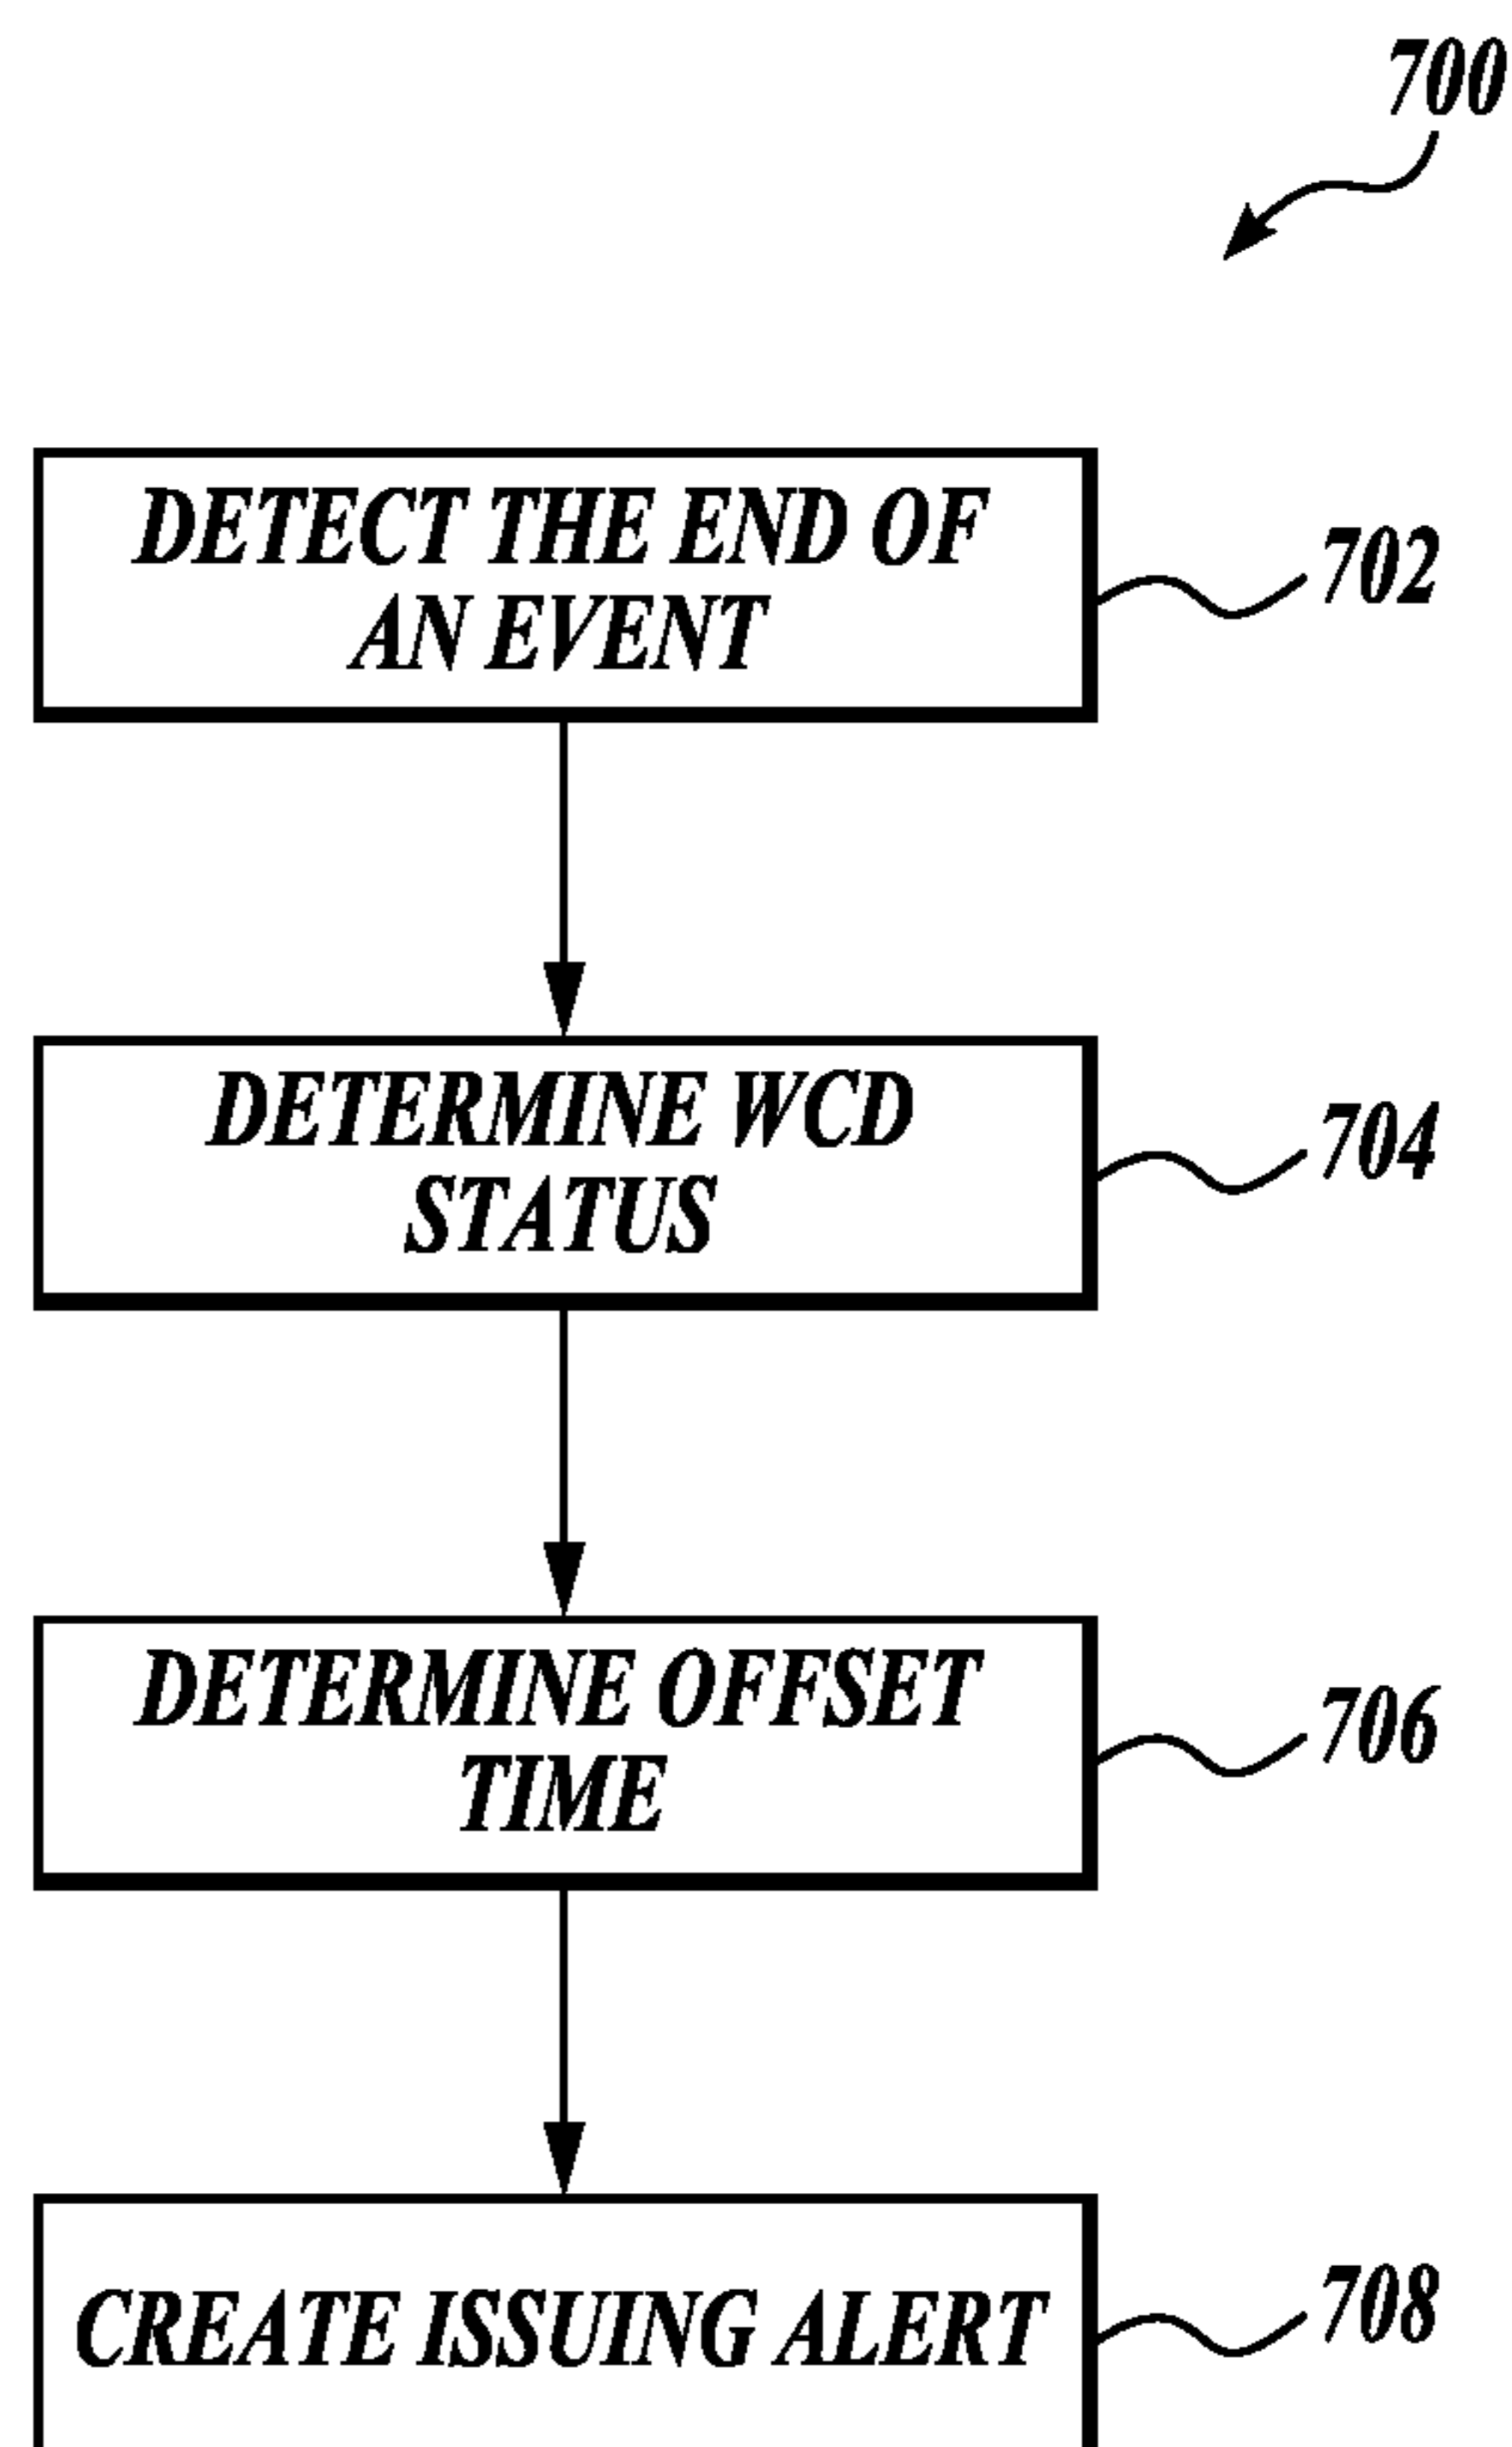 700
DETECT THE END OF
AN EVENT
702
DETERMINE WCD
STATUS
704
DETERMINE OFFSET
TIME
706
CREATE ISSUING ALERT
708